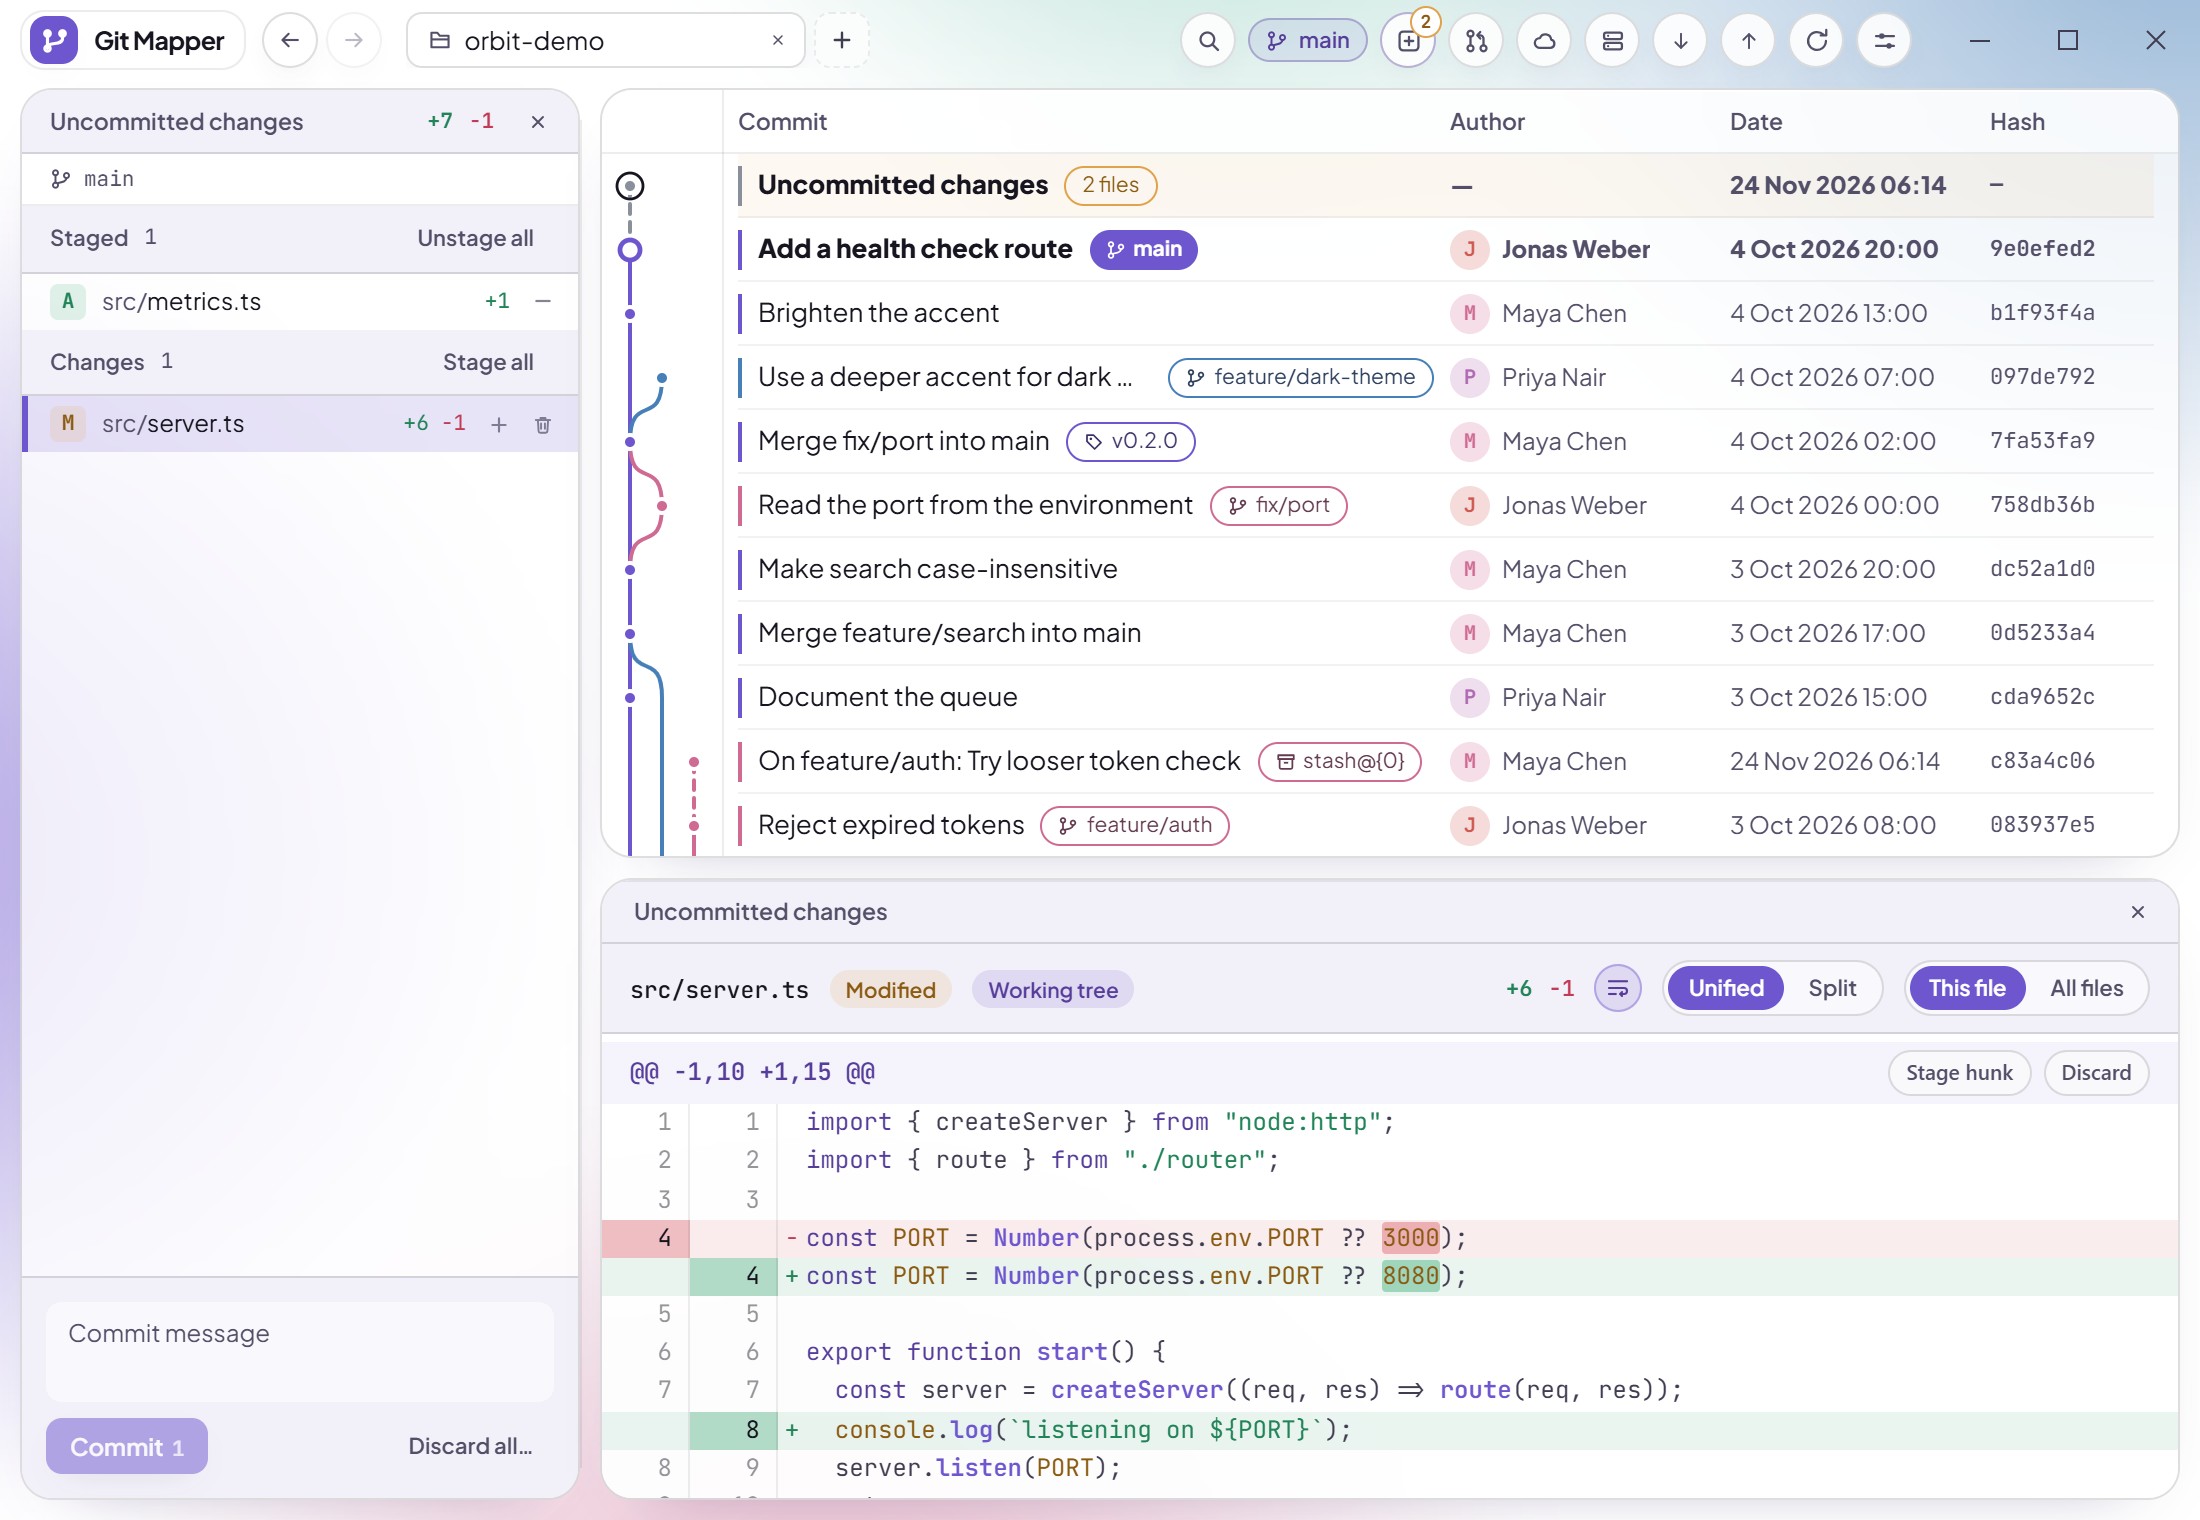 Git Mapper
orbit-demo
main
2
Uncommitted changes +7 -1
main
Staged 1 Unstage all
A src/metrics.ts +1
Changes 1 Stage all
M src/server.ts +6 -1
Commit message
Commit 1 Discard all...
Commit Author Date Hash
Uncommitted changes 2 files — 24 Nov 2026 06:14 –
Add a health check route main J Jonas Weber 4 Oct 2026 20:00 9e0efed2
Brighten the accent M Maya Chen 4 Oct 2026 13:00 b1f93f4a
Use a deeper accent for dark ... feature/dark-theme P Priya Nair 4 Oct 2026 07:00 097de792
Merge fix/port into main v0.2.0 M Maya Chen 4 Oct 2026 02:00 7fa53fa9
Read the port from the environment fix/port J Jonas Weber 4 Oct 2026 00:00 758db36b
Make search case-insensitive M Maya Chen 3 Oct 2026 20:00 dc52a1d0
Merge feature/search into main M Maya Chen 3 Oct 2026 17:00 0d5233a4
Document the queue P Priya Nair 3 Oct 2026 15:00 cda9652c
On feature/auth: Try looser token check stash@{0} M Maya Chen 24 Nov 2026 06:14 c83a4c06
Reject expired tokens feature/auth J Jonas Weber 3 Oct 2026 08:00 083937e5
Uncommitted changes
src/server.ts Modified Working tree +6 -1 Unified Split This file All files
@@ -1,10 +1,15 @@ Stage hunk Discard
1 1 import { createServer } from "node:http";
2 2 import { route } from "./router";
3 3
4 - const PORT = Number(process.env.PORT ?? 3000);
4 + const PORT = Number(process.env.PORT ?? 8080);
5 5
6 6 export function start() {
7 7 const server = createServer((req, res) => route(req, res));
8 + console.log(`listening on ${PORT}`);
8 9 server.listen(PORT);